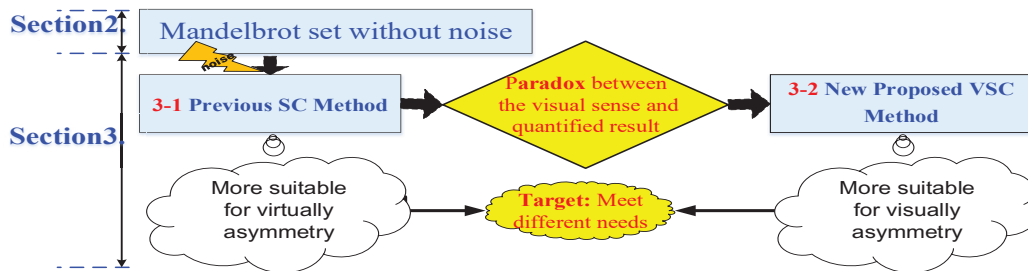 Section2.
Mandelbrot set without noise
noise
Section3.
3-1 Previous SC Method
Paradox between
the visual sense and
quantified result
3-2 New Proposed VSC
Method
More suitable
for virtually
asymmetry
Target: Meet
different needs
More suitable
for visually
asymmetry